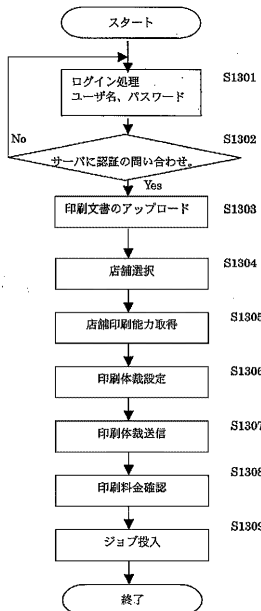 スタート
ログイン処理
ユーザ名、パスワード
S1301
No
サーバに認証の問い合わせ。
S1302
Yes
印刷文書のアップロード
S1303
店舗選択
S1304
店舗印刷能力取得
S1305
印刷体裁設定
S1306
印刷体裁送信
S1307
印刷料金確認
S1308
ジョブ投入
S1309
終了